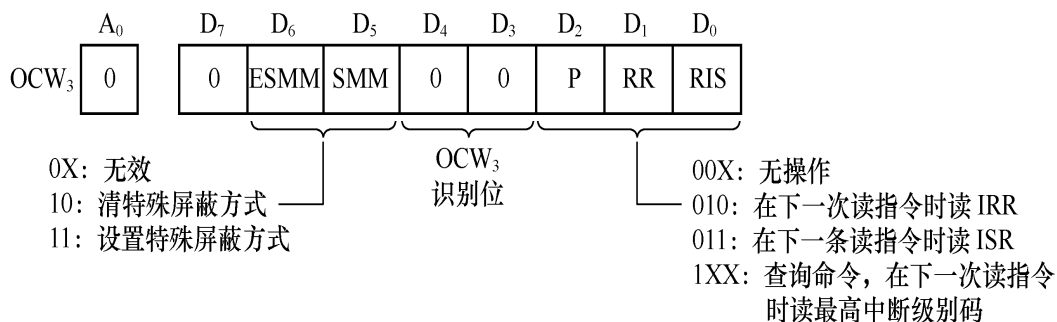 A₀ D₇ D₆ D₅ D₄ D₃ D₂ D₁ D₀
OCW₃ 0 0 ESMM SMM 0 0 P RR RIS
0X：无效
10：清特殊屏蔽方式
11：设置特殊屏蔽方式
OCW₃
识别位
00X：无操作
010：在下一次读指令时读 IRR
011：在下一条读指令时读 ISR
1XX：查询命令，在下一次读指令
时读最高中断级别码